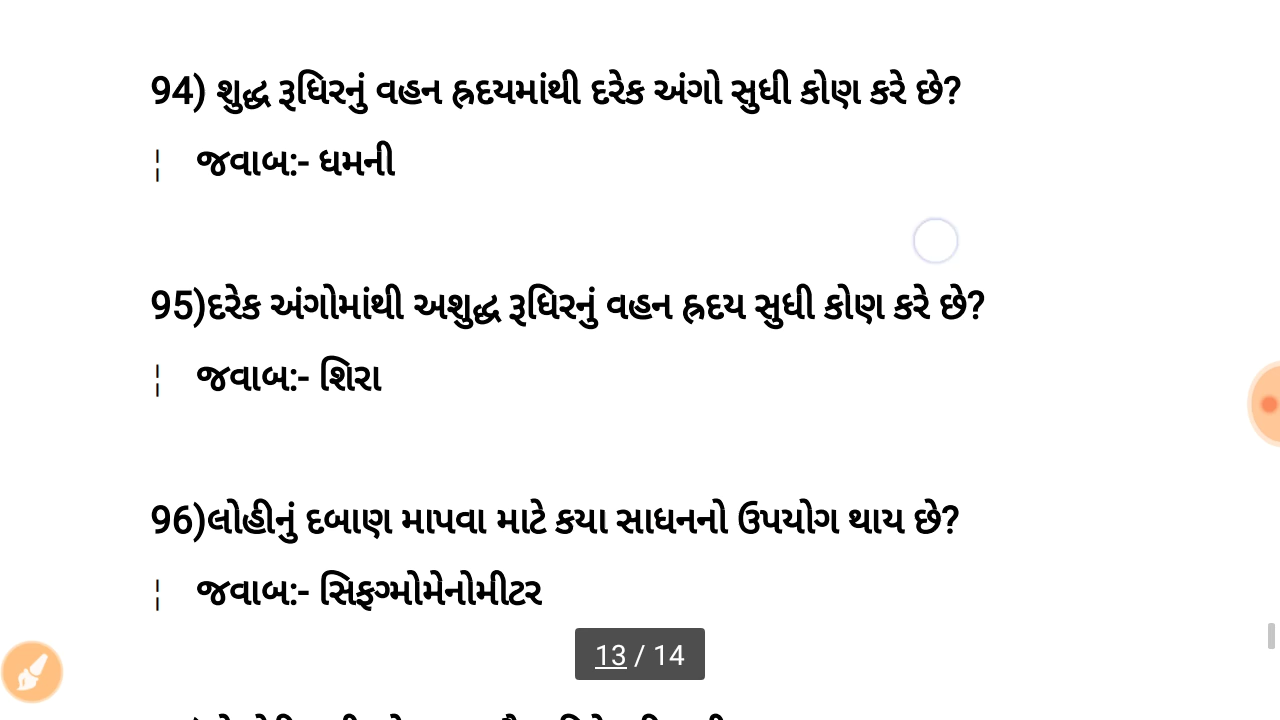 94) શુદ્ધ રૂધિરનું વહન હ્રદયમાંથી દરેક અંગો સુધી કોણ કરે છે?
¦ જવાબ:- ધમની
95)દરેક અંગોમાંથી અશુદ્ધ રૂધિરનું વહન હ્રદય સુધી કોણ કરે છે?
¦ જવાબ:- શિરા
96)લોહીનું દબાણ માપવા માટે કયા સાધનનો ઉપયોગ થાય છે?
¦ જવાબ:- સિફગ્મોમેનોમીટર
13 / 14